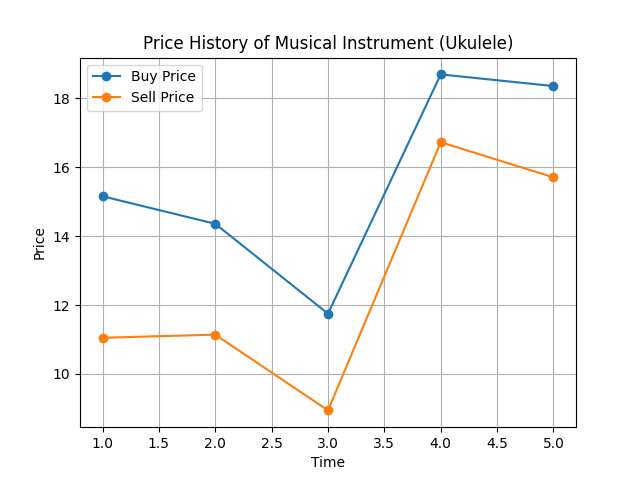 Price History of Musical Instrument (Ukulele)
Buy Price
Sell Price
18
16
14
12
10
Price
1.0 1.5 2.0 2.5 3.0 3.5 4.0 4.5 5.0
Time